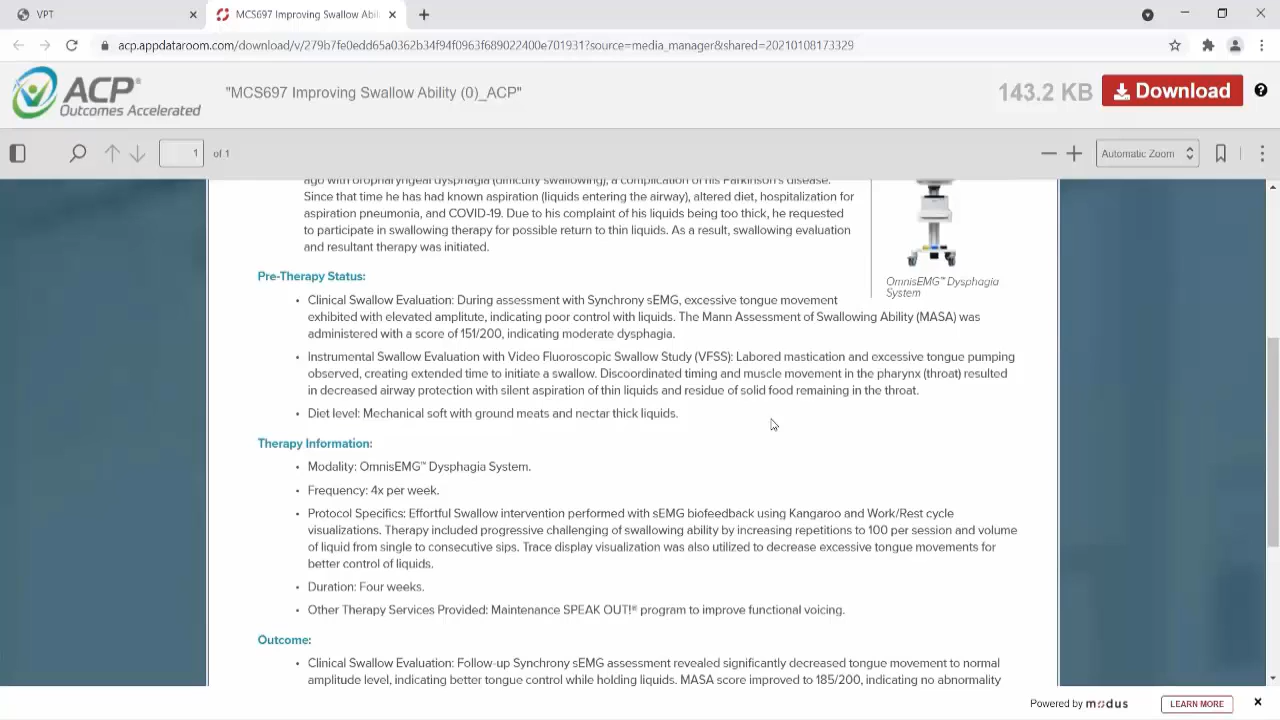 VPT
MCS697 Improving Swallow Abili
acp.appdataroom.com/download/v/279b7fe0edd65a0362b34f94f0963f689022400e701931?source=media_manager&shared=20210108173329
ACP®
Outcomes Accelerated
"MCS697 Improving Swallow Ability (0)_ACP"
143.2 KB
Download
1 of 1
Automatic Zoom
ago with oropharyngeal dysphagia (difficulty swallowing), a complication of his Parkinson's disease.
Since that time he has had known aspiration (liquids entering the airway), altered diet, hospitalization for
aspiration pneumonia, and COVID-19. Due to his complaint of his liquids being too thick, he requested
to participate in swallowing therapy for possible return to thin liquids. As a result, swallowing evaluation
and resultant therapy was initiated.
OmnisEMG™ Dysphagia
System
Pre-Therapy Status:
• Clinical Swallow Evaluation: During assessment with Synchrony sEMG, excessive tongue movement
exhibited with elevated amplitute, indicating poor control with liquids. The Mann Assessment of Swallowing Ability (MASA) was
administered with a score of 151/200, indicating moderate dysphagia.
• Instrumental Swallow Evaluation with Video Fluoroscopic Swallow Study (VFSS): Labored mastication and excessive tongue pumping
observed, creating extended time to initiate a swallow. Discoordinated timing and muscle movement in the pharynx (throat) resulted
in decreased airway protection with silent aspiration of thin liquids and residue of solid food remaining in the throat.
• Diet level: Mechanical soft with ground meats and nectar thick liquids.
Therapy Information:
• Modality: OmnisEMG™ Dysphagia System.
• Frequency: 4x per week.
• Protocol Specifics: Effortful Swallow intervention performed with sEMG biofeedback using Kangaroo and Work/Rest cycle
visualizations. Therapy included progressive challenging of swallowing ability by increasing repetitions to 100 per session and volume
of liquid from single to consecutive sips. Trace display visualization was also utilized to decrease excessive tongue movements for
better control of liquids.
• Duration: Four weeks.
• Other Therapy Services Provided: Maintenance SPEAK OUT!® program to improve functional voicing.
Outcome:
• Clinical Swallow Evaluation: Follow-up Synchrony sEMG assessment revealed significantly decreased tongue movement to normal
amplitude level, indicating better tongue control while holding liquids. MASA score improved to 185/200, indicating no abnormality
Powered by modus
LEARN MORE